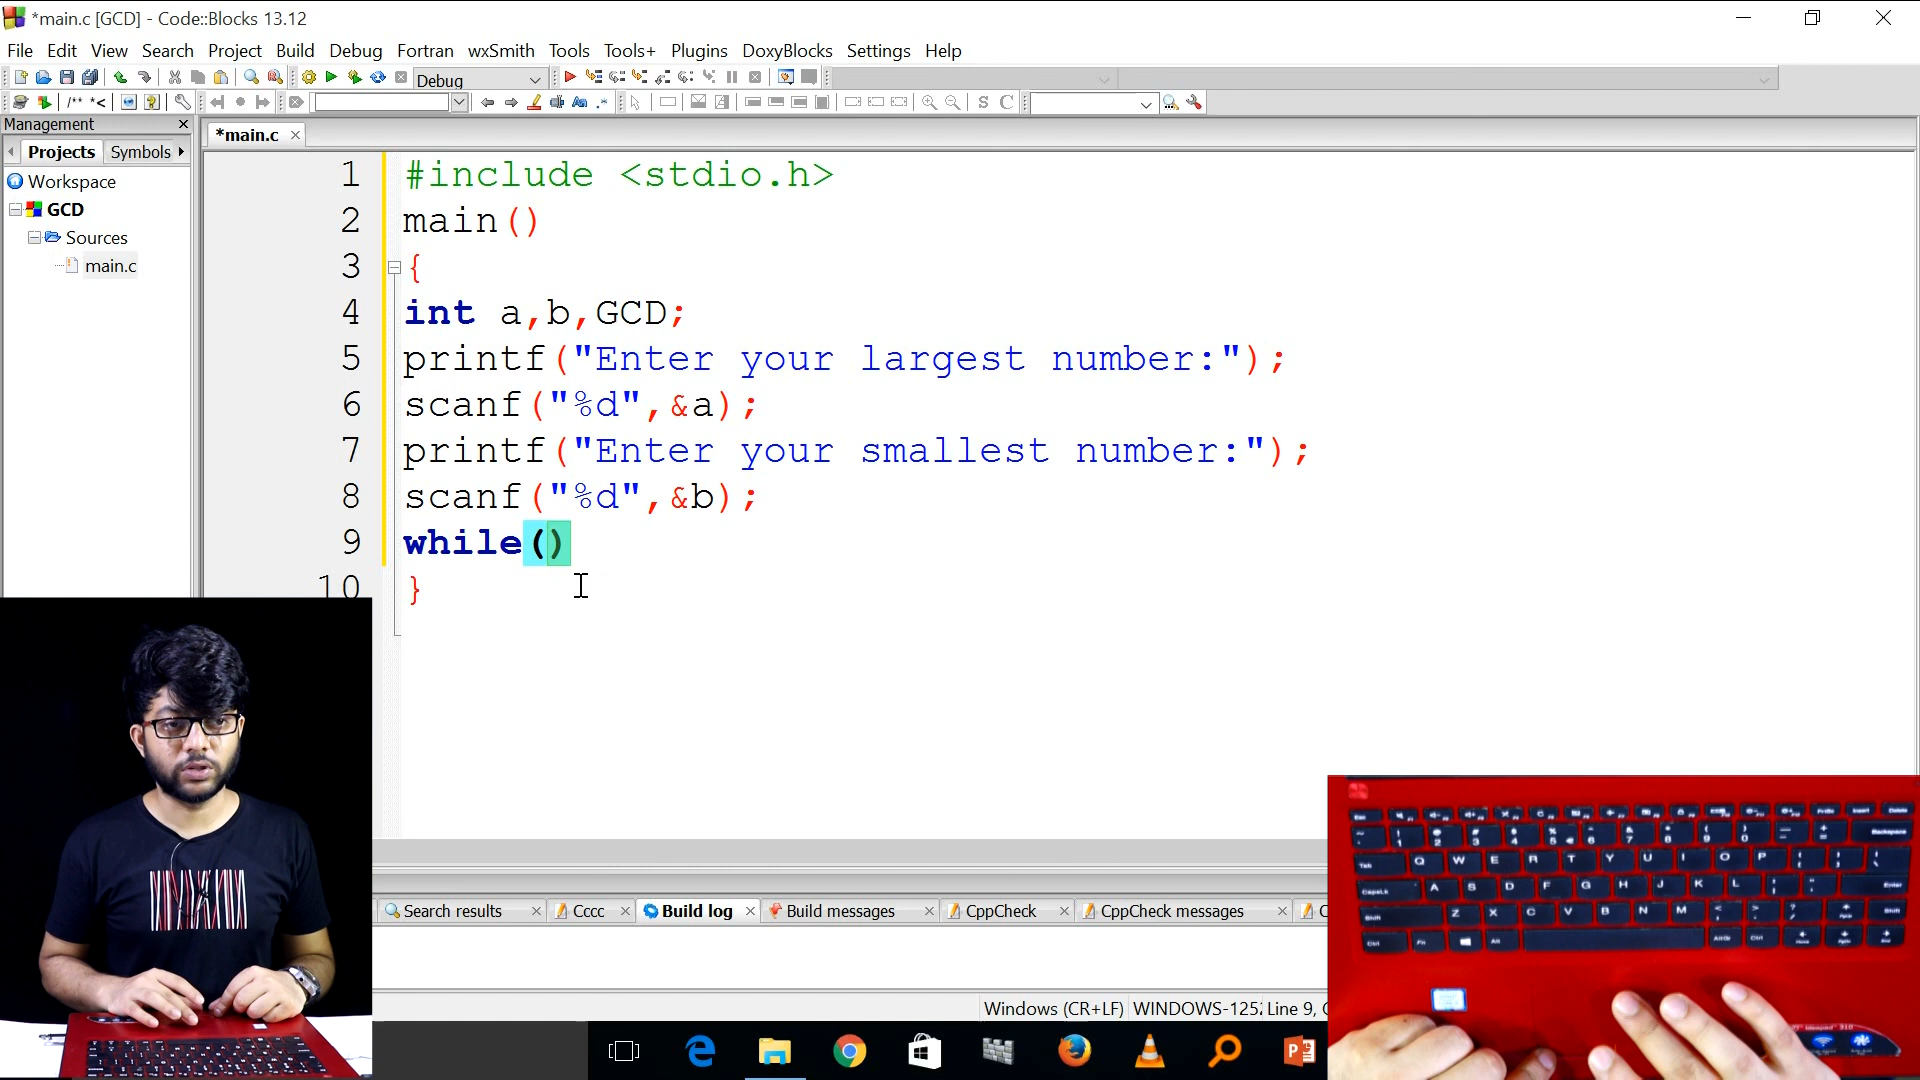 *main.c [GCD] - Code::Blocks 13.12
File Edit View Search Project Build Debug Fortran wxSmith Tools Tools+ Plugins DoxyBlocks Settings Help
Debug
/** *<
S C
Management
Projects Symbols
*main.c
Workspace
GCD
Sources
main.c
1 #include <stdio.h>
2 main()
3 {
4 int a,b,GCD;
5 printf("Enter your largest number:");
6 scanf("%d",&a);
7 printf("Enter your smallest number:");
8 scanf("%d",&b);
9 while()
10 }
Search results Cccc Build log Build messages CppCheck CppCheck messages
Windows (CR+LF) WINDOWS-1252 Line 9,
Q W E R T Y U I O P
A S D F G H J K L
Z X C V B N M